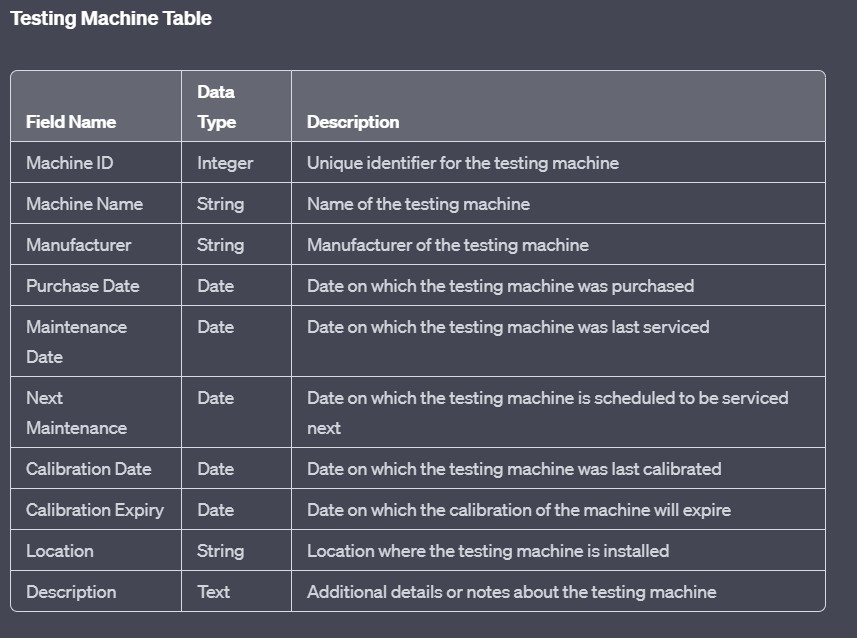 Testing Machine Table
Field Name Data Type Description
Machine ID Integer Unique identifier for the testing machine
Machine Name String Name of the testing machine
Manufacturer String Manufacturer of the testing machine
Purchase Date Date Date on which the testing machine was purchased
Maintenance Date Date Date on which the testing machine was last serviced
Next Maintenance Date Date on which the testing machine is scheduled to be serviced next
Calibration Date Date Date on which the testing machine was last calibrated
Calibration Expiry Date Date on which the calibration of the machine will expire
Location String Location where the testing machine is installed
Description Text Additional details or notes about the testing machine